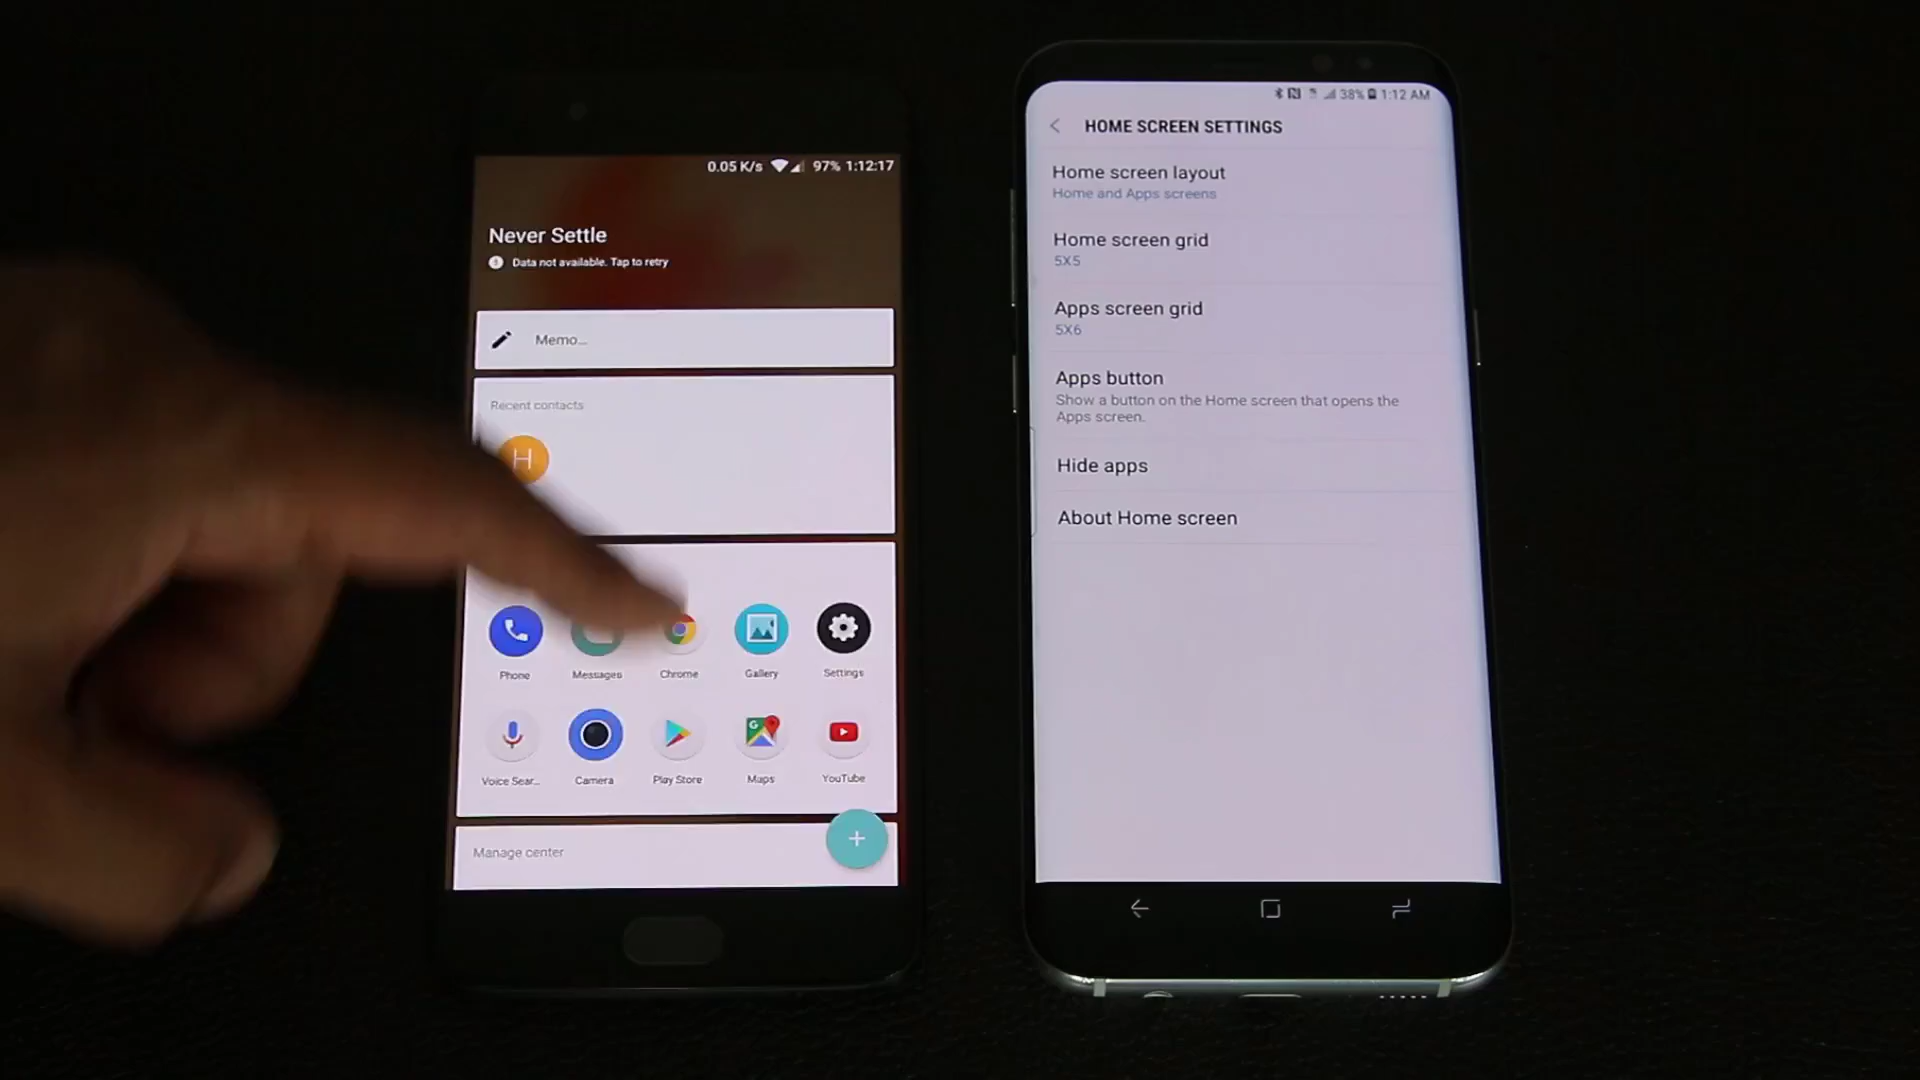 0.05 K/s 97% 1:12:17
Never Settle
Data not available. Tap to retry
Memo...
Recent contacts
H
Phone Messages Chrome Gallery Settings
Voice Sear... Camera Play Store Maps YouTube
Manage center
38% 1:12 AM
HOME SCREEN SETTINGS
Home screen layout
Home and Apps screens
Home screen grid
5X5
Apps screen grid
5X6
Apps button
Show a button on the Home screen that opens the
Apps screen.
Hide apps
About Home screen